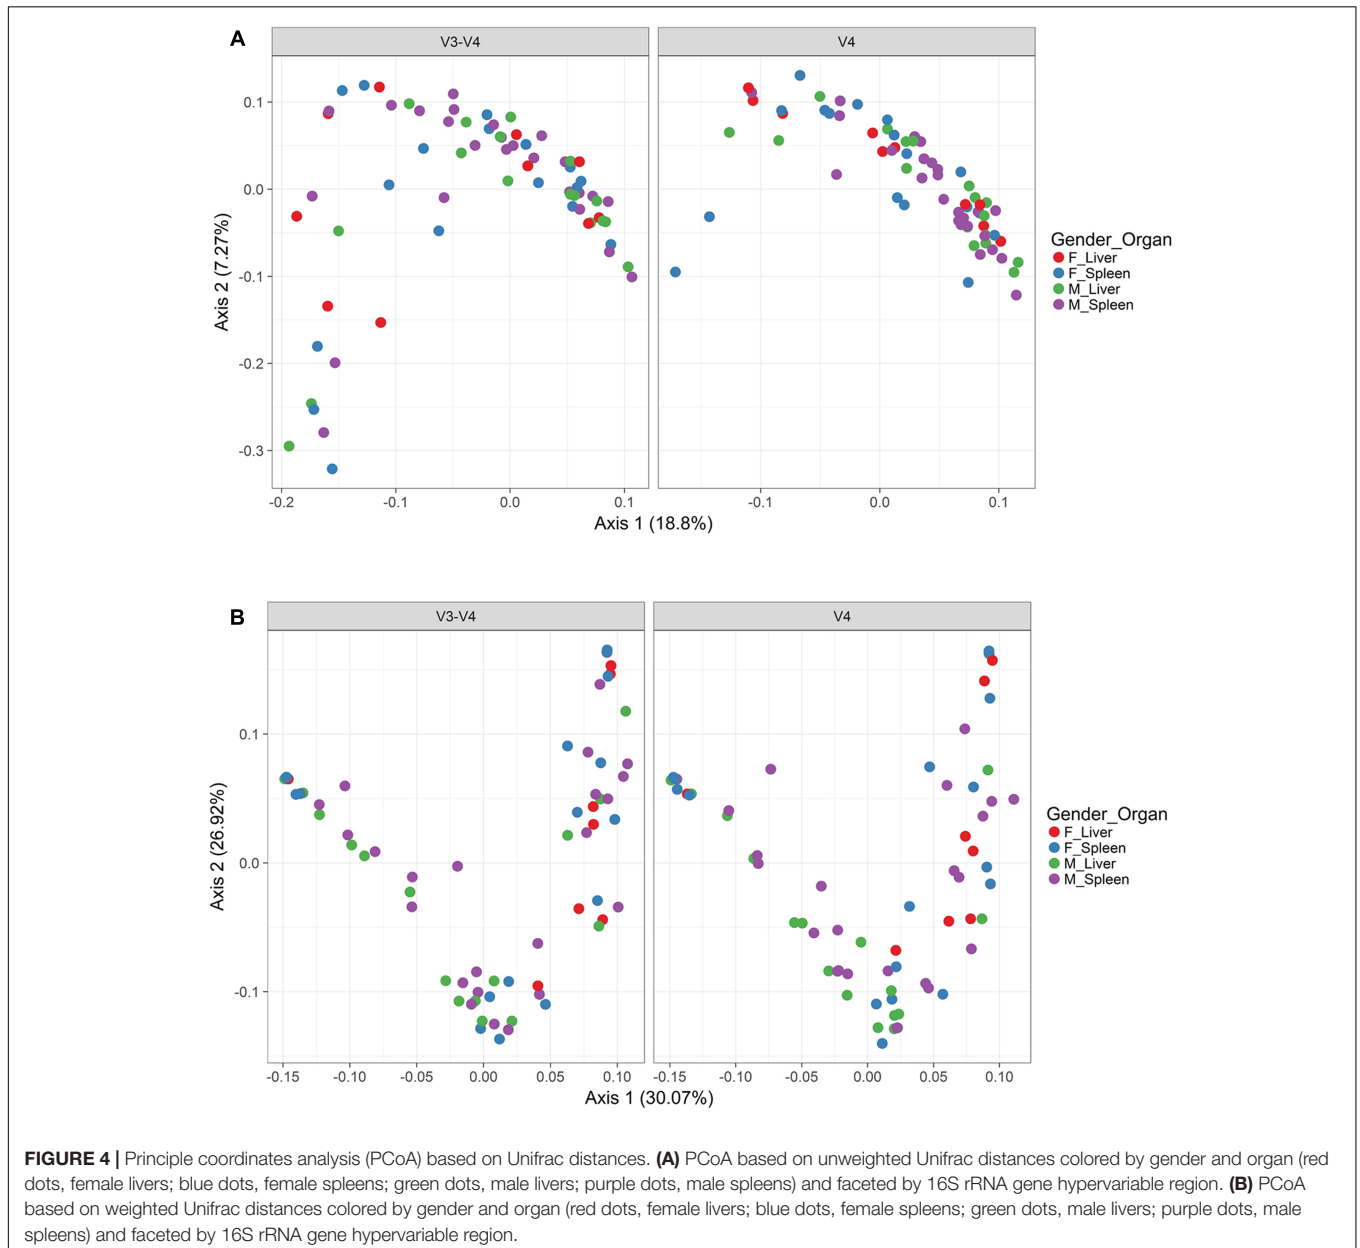 A
V3-V4
V4
0.1
0.0
-0.1
-0.2
-0.3
Axis 2 (7.27%)
-0.2
-0.1
0.0
0.1
-0.1
0.0
0.1
Axis 1 (18.8%)
Gender_Organ
F_Liver
F_Spleen
M_Liver
M_Spleen
B
V3-V4
V4
0.1
0.0
-0.1
Axis 2 (26.92%)
-0.15
-0.10
-0.05
0.00
0.05
0.10
-0.15
-0.10
-0.05
0.00
0.05
0.10
Axis 1 (30.07%)
Gender_Organ
F_Liver
F_Spleen
M_Liver
M_Spleen
FIGURE 4 | Principle coordinates analysis (PCoA) based on Unifrac distances. (A) PCoA based on unweighted Unifrac distances colored by gender and organ (red
dots, female livers; blue dots, female spleens; green dots, male livers; purple dots, male spleens) and faceted by 16S rRNA gene hypervariable region. (B) PCoA
based on weighted Unifrac distances colored by gender and organ (red dots, female livers; blue dots, female spleens; green dots, male livers; purple dots, male
spleens) and faceted by 16S rRNA gene hypervariable region.